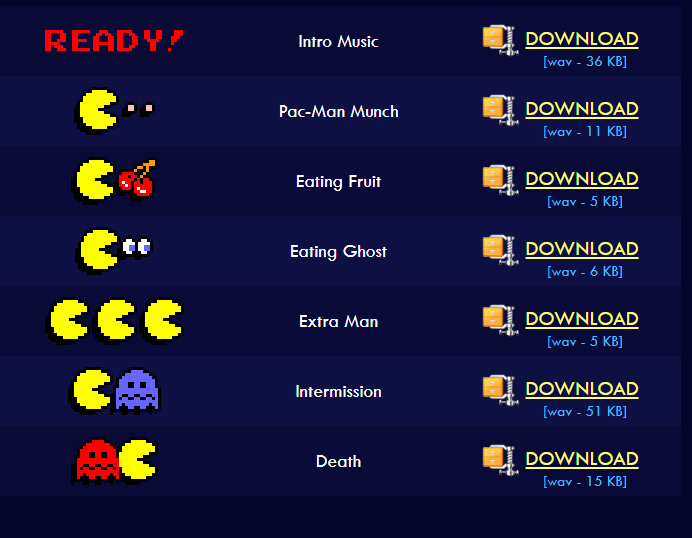 READY!
Intro Music
DOWNLOAD
[wav - 36 KB]
Pac-Man Munch
DOWNLOAD
[wav - 11 KB]
Eating Fruit
DOWNLOAD
[wav - 5 KB]
Eating Ghost
DOWNLOAD
[wav - 6 KB]
Extra Man
DOWNLOAD
[wav - 5 KB]
Intermission
DOWNLOAD
[wav - 51 KB]
Death
DOWNLOAD
[wav - 15 KB]